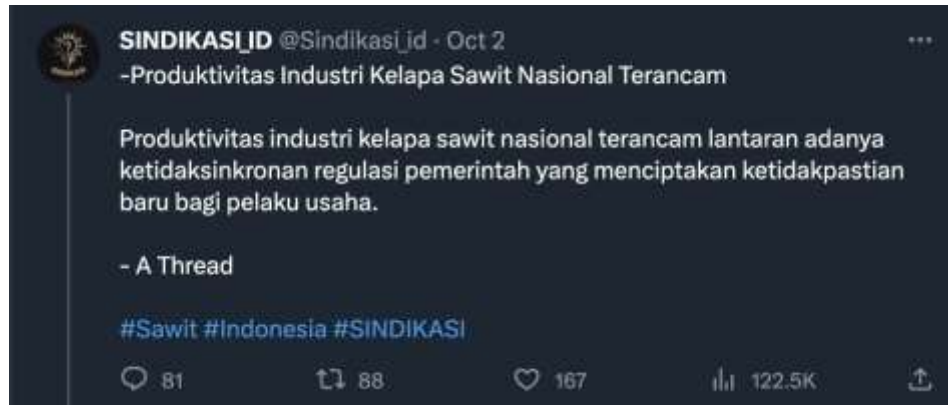 SINDIKASI_ID @Sindikasi_id · Oct 2
-Produktivitas Industri Kelapa Sawit Nasional Terancam
Produktivitas industri kelapa sawit nasional terancam lantaran adanya
ketidaksinkronan regulasi pemerintah yang menciptakan ketidakpastian
baru bagi pelaku usaha.
- A Thread
#Sawit #Indonesia #SINDIKASI
81 88 167 122.5K